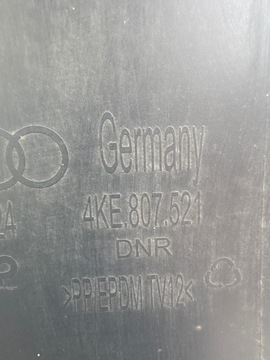 Germany
4KE.807.521
DNR
>PP/EPDM TV12<